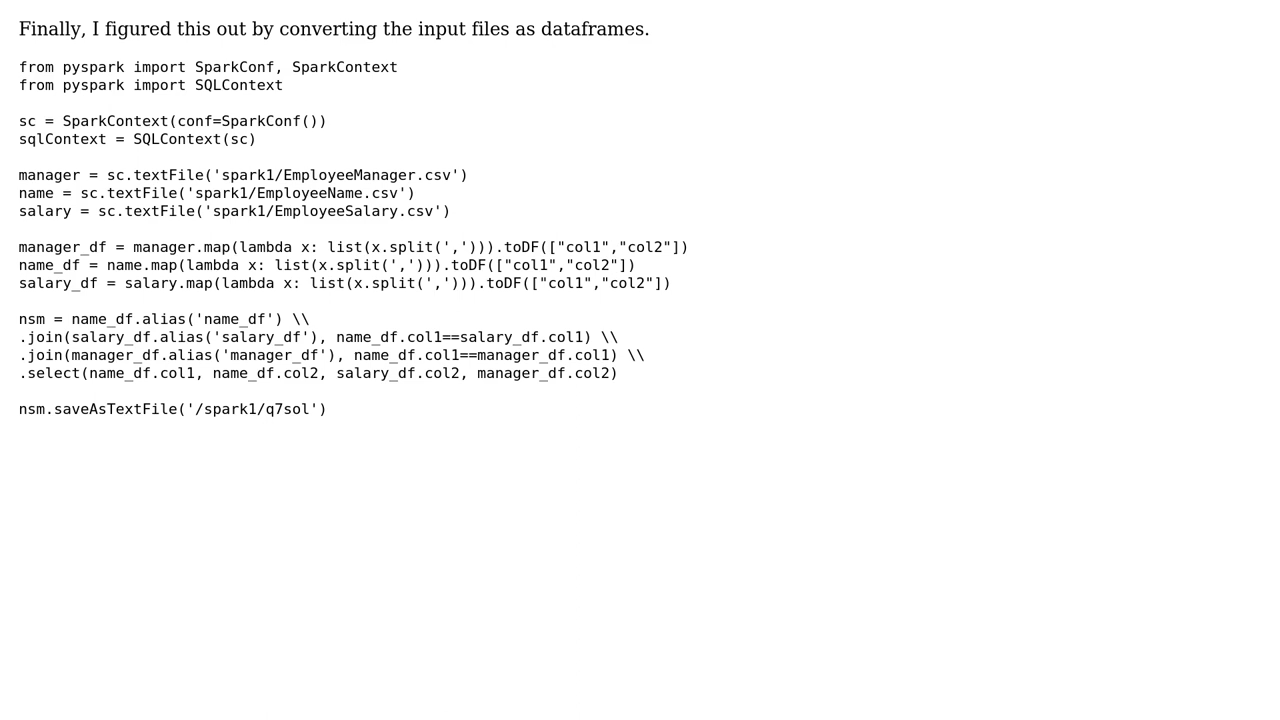 Finally, I figured this out by converting the input files as dataframes.
from pyspark import SparkConf, SparkContext
from pyspark import SQLContext
sc = SparkContext(conf=SparkConf())
sqlContext = SQLContext(sc)
manager = sc.textFile('spark1/EmployeeManager.csv')
name = sc.textFile('spark1/EmployeeName.csv')
salary = sc.textFile('spark1/EmployeeSalary.csv')
manager_df = manager.map(lambda x: list(x.split(','))).toDF(["col1","col2"])
name_df = name.map(lambda x: list(x.split(','))).toDF(["col1","col2"])
salary_df = salary.map(lambda x: list(x.split(','))).toDF(["col1","col2"])
nsm = name_df.alias('name_df') \\
.join(salary_df.alias('salary_df'), name_df.col1==salary_df.col1) \\
.join(manager_df.alias('manager_df'), name_df.col1==manager_df.col1) \\
.select(name_df.col1, name_df.col2, salary_df.col2, manager_df.col2)
nsm.saveAsTextFile('/spark1/q7sol')